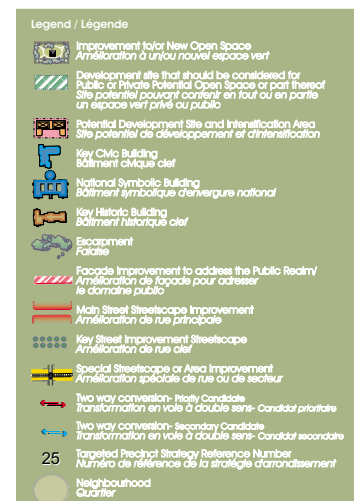 Legend / Légende
Improvement to/or New Open Space
Amélioration à un/ou nouvel espace vert
Development site that should be considered for
Public or Private Potential Open Space or part thereof
Site potentiel pouvant contenir en tout ou en partie
un espace vert privé ou public
Potential Development Site and Intensification Area
Site potentiel de développement et d'intensification
Key Civic Building
Bâtiment civique clef
National Symbolic Building
Bâtiment symbolique d'envergure national
Key Historic Building
Bâtiment historique clef
Escarpment
Falaise
Facade Improvement to address the Public Realm/
Amélioration de façade pour adresser
le domaine public
Main Street Streetscape Improvement
Amélioration de rue principale
Key Street Improvement Streetscape
Amélioration de rue clef
Special Streetscape or Area Improvement
Amélioration spéciale de rue ou de secteur
Two way conversion- Priority Candidate
Transformation en voie à double sens- Candidat prioritaire
Two way conversion- Secondary Candidate
Transformation en voie à double sens- Candidat secondaire
25 Targeted Precinct Strategy Reference Number
Numéro de référence de la stratégie d'arrondissement
Neighbourhood
Quartier